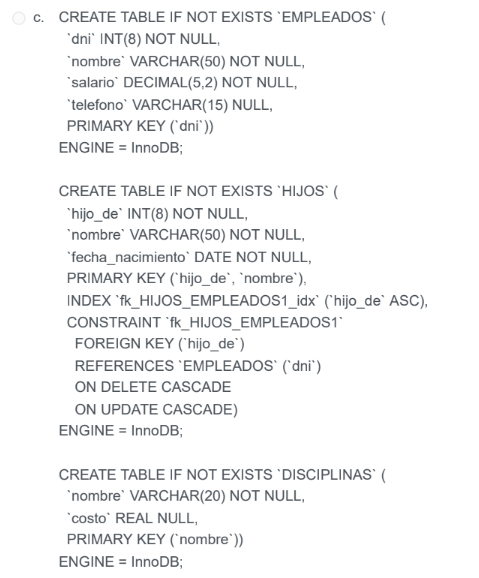 c. CREATE TABLE IF NOT EXISTS `EMPLEADOS` (
`dni` INT(8) NOT NULL,
`nombre` VARCHAR(50) NOT NULL,
`salario` DECIMAL(5,2) NOT NULL,
`telefono` VARCHAR(15) NULL,
PRIMARY KEY (`dni`))
ENGINE = InnoDB;

CREATE TABLE IF NOT EXISTS `HIJOS` (
`hijo_de` INT(8) NOT NULL,
`nombre` VARCHAR(50) NOT NULL,
`fecha_nacimiento` DATE NOT NULL,
PRIMARY KEY (`hijo_de`, `nombre`),
INDEX `fk_HIJOS_EMPLEADOS1_idx` (`hijo_de` ASC),
CONSTRAINT `fk_HIJOS_EMPLEADOS1`
FOREIGN KEY (`hijo_de`)
REFERENCES `EMPLEADOS` (`dni`)
ON DELETE CASCADE
ON UPDATE CASCADE)
ENGINE = InnoDB;

CREATE TABLE IF NOT EXISTS `DISCIPLINAS` (
`nombre` VARCHAR(20) NOT NULL,
`costo` REAL NULL,
PRIMARY KEY (`nombre`))
ENGINE = InnoDB;